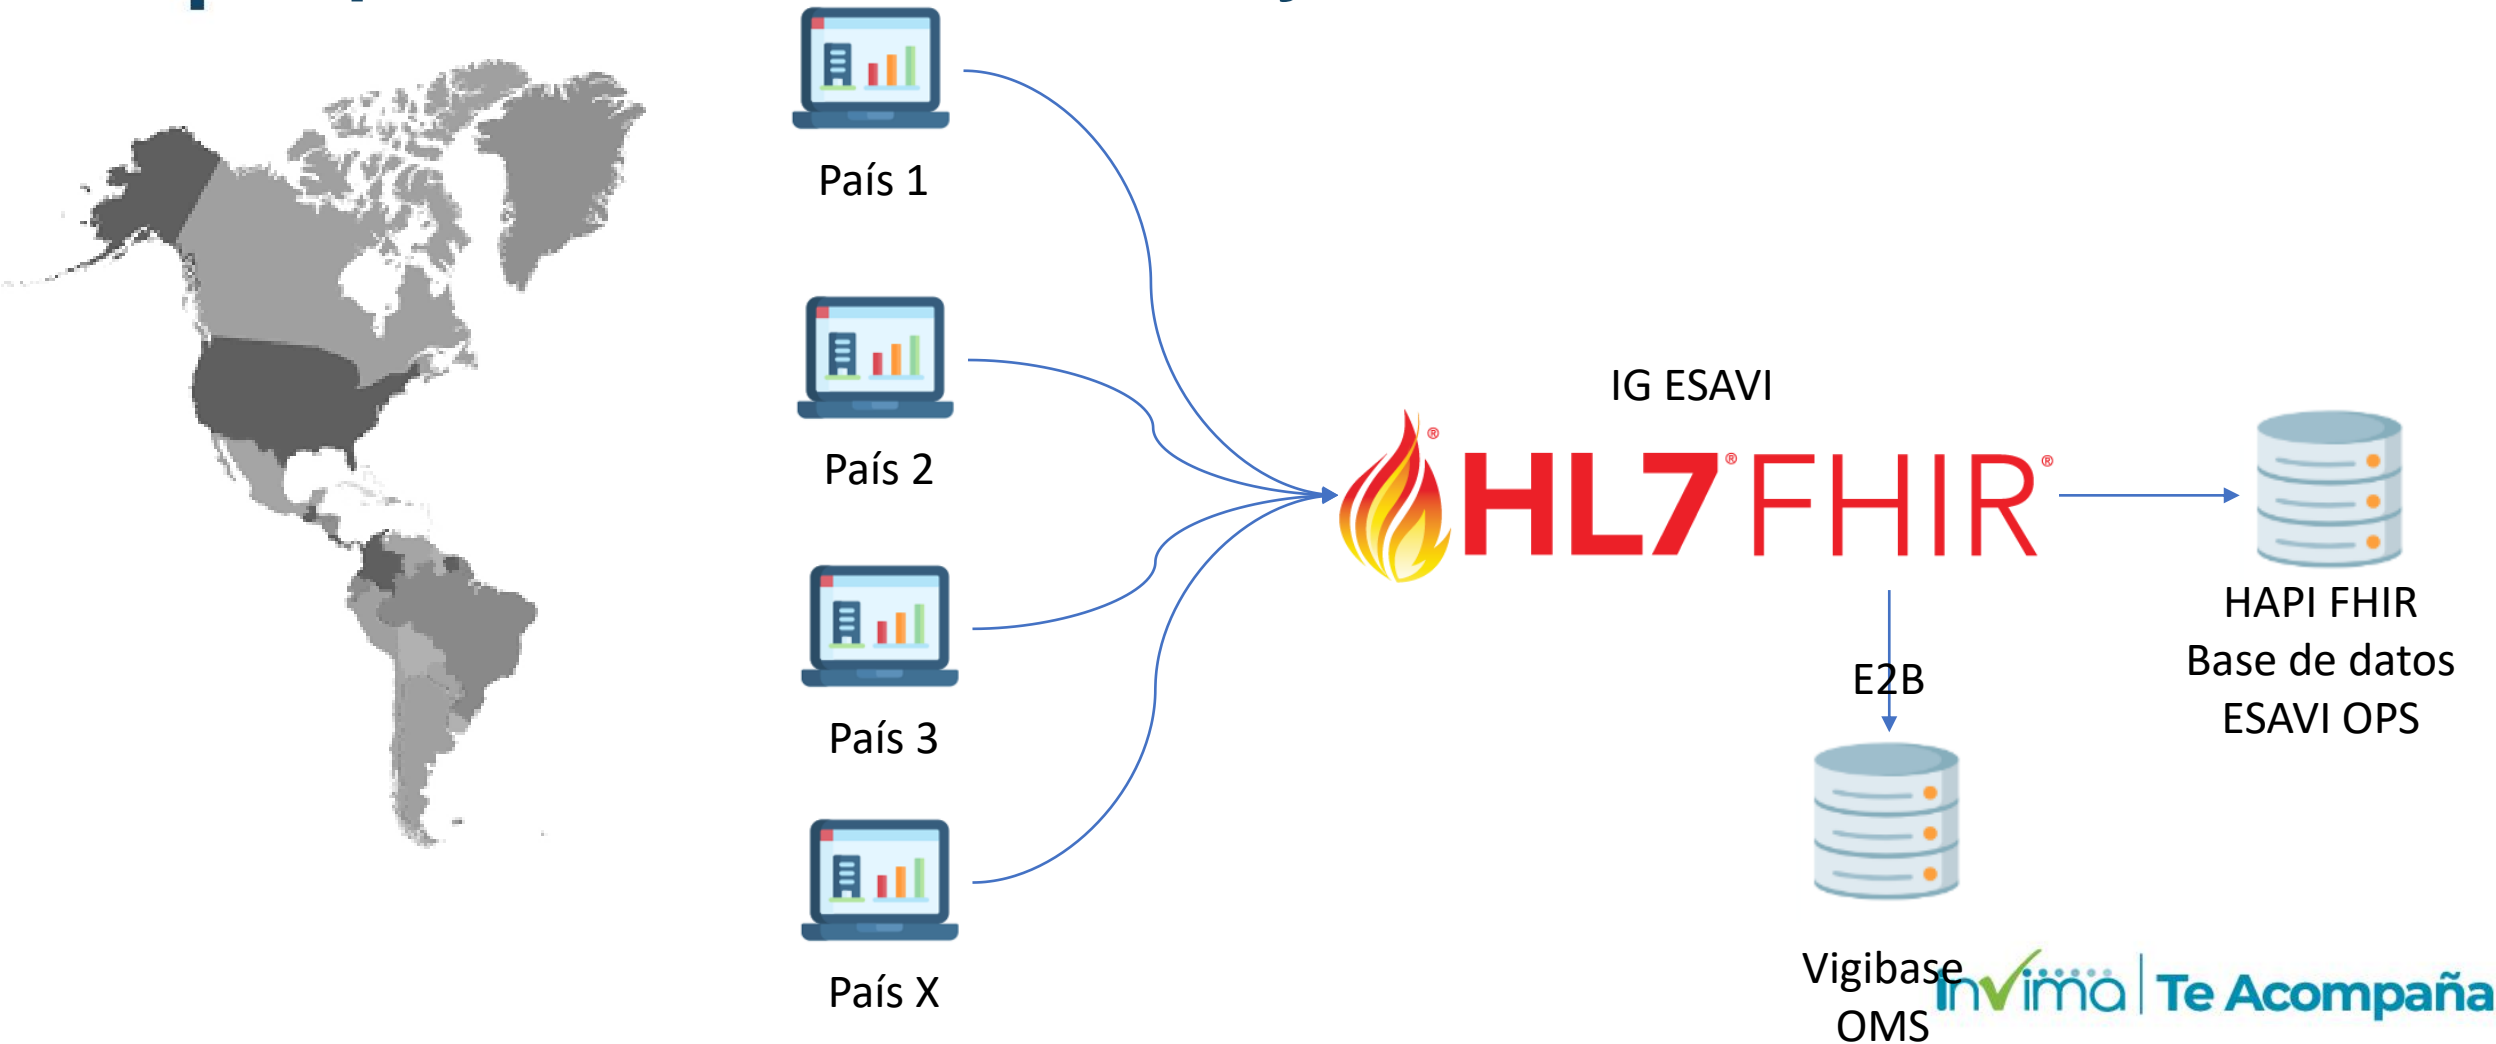 País 1
País 2
País 3
País X
IG ESAVI
HL7® FHIR®
E2B
HAPI FHIR
Base de datos
ESAVI OPS
Vigibase
OMS
invima | Te Acompaña